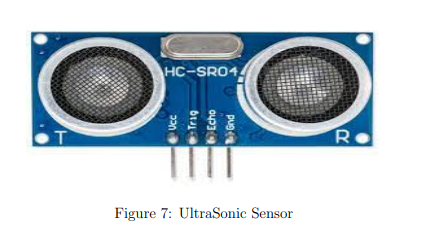 HC-SR04
Vcc
Trig
Echo
Gnd
T
R
Figure 7: UltraSonic Sensor